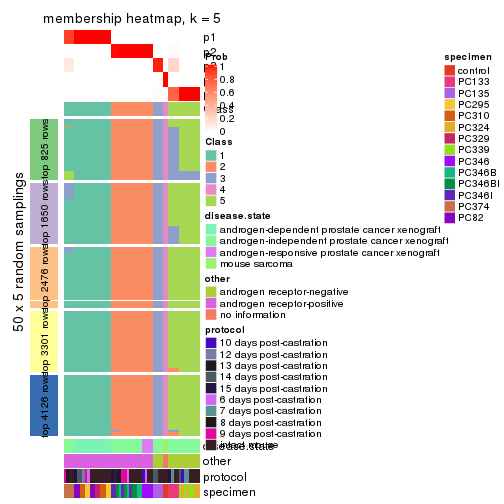 membership heatmap, k = 5
p1
p2
Prob
1
0.8
0.6
0.4
0.2
0
Class
1
2
3
4
5
disease.state
androgen-dependent prostate cancer xenograft
androgen-independent prostate cancer xenograft
androgen-responsive prostate cancer xenograft
mouse sarcoma
other
androgen receptor-negative
androgen receptor-positive
no information
protocol
10 days post-castration
12 days post-castration
13 days post-castration
14 days post-castration
15 days post-castration
6 days post-castration
7 days post-castration
8 days post-castration
9 days post-castration
intact mouse
specimen
control
PC133
PC135
PC295
PC310
PC324
PC329
PC339
PC346
PC346B
PC346BI
PC346I
PC374
PC82
50 x 5 random samplings
top 825 rows
top 1650 rows
top 2476 rows
top 3301 rows
top 4126 rows
disease.state
other
protocol
specimen